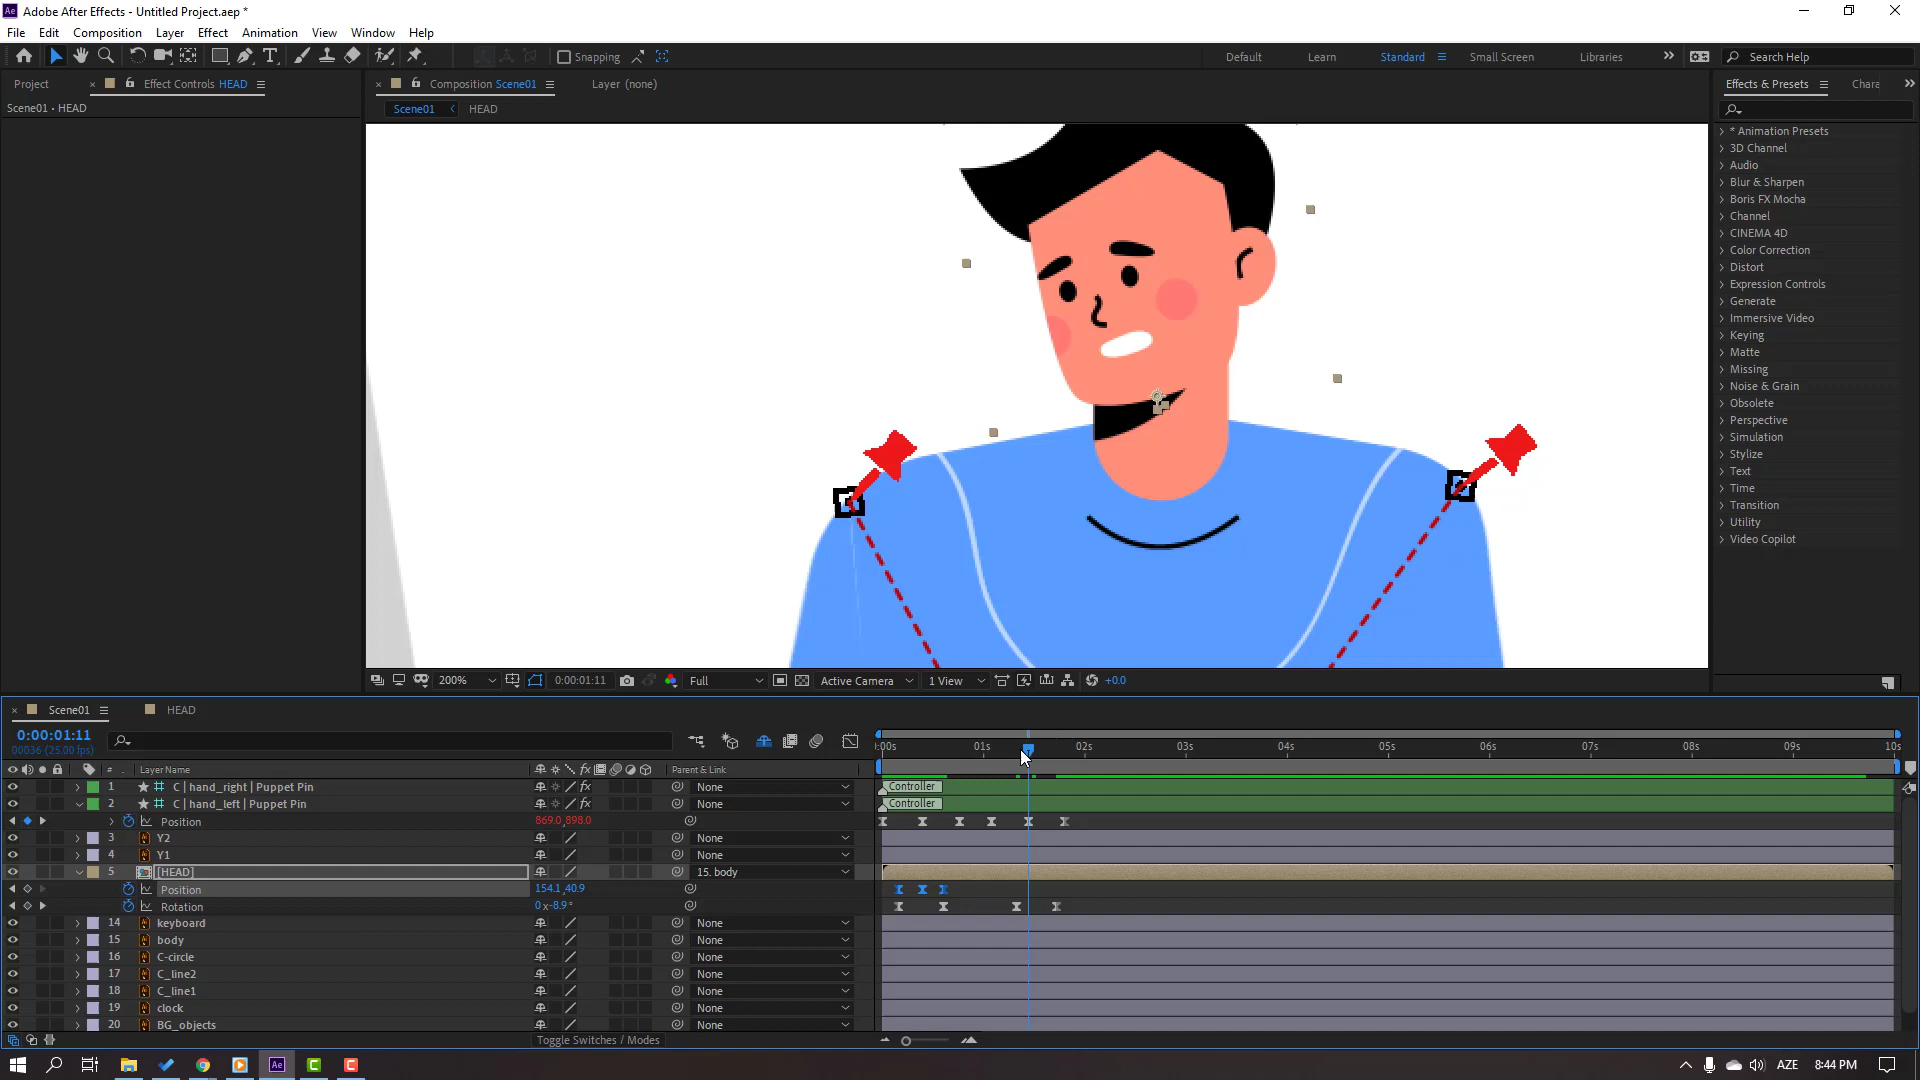 Adobe After Effects - Untitled Project.aep *
File Edit Composition Layer Effect Animation View Window Help
Snapping
Default Learn Standard Small Screen Libraries Search Help
Project Effect Controls HEAD Composition Scene01 Layer (none) Effects & Presets Chara
Scene01 • HEAD
Scene01 HEAD
* Animation Presets
3D Channel
Audio
Blur & Sharpen
Boris FX Mocha
Channel
CINEMA 4D
Color Correction
Distort
Expression Controls
Generate
Immersive Video
Keying
Matte
Missing
Noise & Grain
Obsolete
Perspective
Simulation
Stylize
Text
Time
Transition
Utility
Video Copilot
200% 0:00:01:11 Full Active Camera 1 View +0.0
Scene01 HEAD
0:00:01:11
00036 (25.00 fps)
:00s 01s 02s 03s 04s 05s 06s 07s 08s 09s 10s
# Layer Name Parent & Link
1 C | hand_right | Puppet Pin None Controller
2 C | hand_left | Puppet Pin None Controller
Position 869.0,898.0
3 Y2 None
4 Y1 None
5 [HEAD] 15. body
Position 154.1,40.9
Rotation 0x-8.9°
14 keyboard None
15 body None
16 C-circle None
17 C_line2 None
18 C_line1 None
19 clock None
20 BG_objects None
Toggle Switches / Modes
AZE 8:44 PM